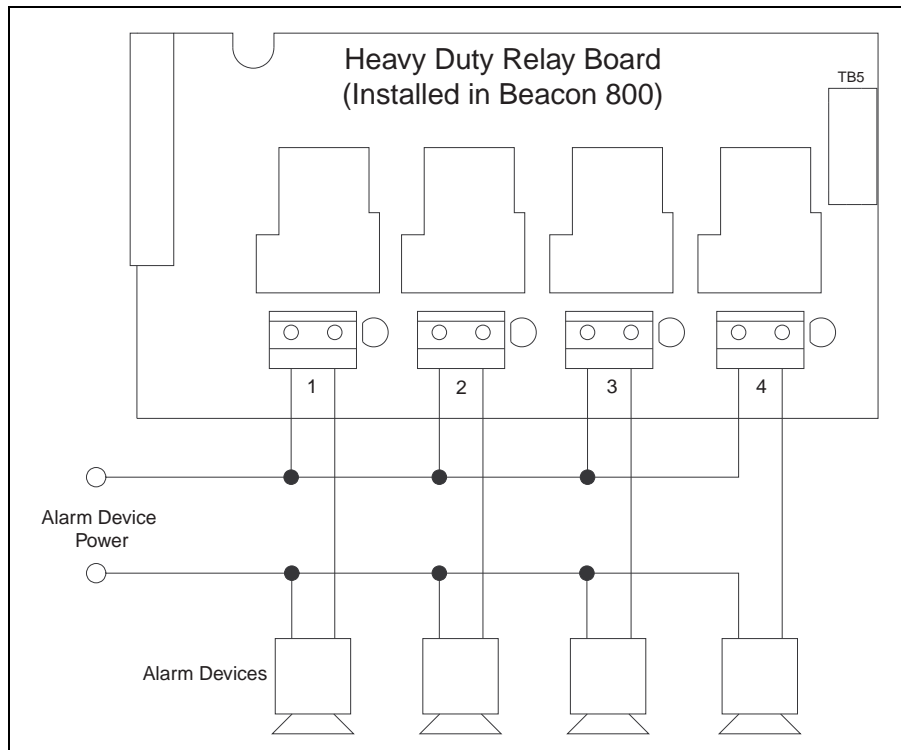 Heavy Duty Relay Board
(Installed in Beacon 800)
TB5
1
2
3
4
Alarm Device
Power
Alarm Devices